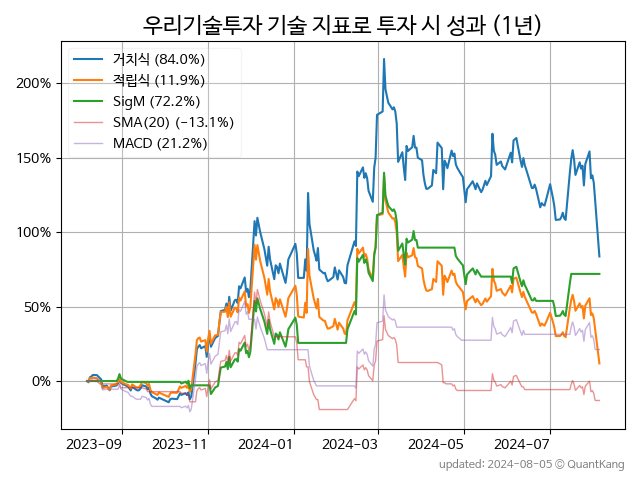 우리기술투자 기술 지표로 투자 시 성과 (1년)
거치식 (84.0%)
적립식 (11.9%)
SigM (72.2%)
SMA(20) (-13.1%)
MACD (21.2%)
200%
150%
100%
50%
0%
2023-09 2023-11 2024-01 2024-03 2024-05 2024-07
updated: 2024-08-05 © QuantKang